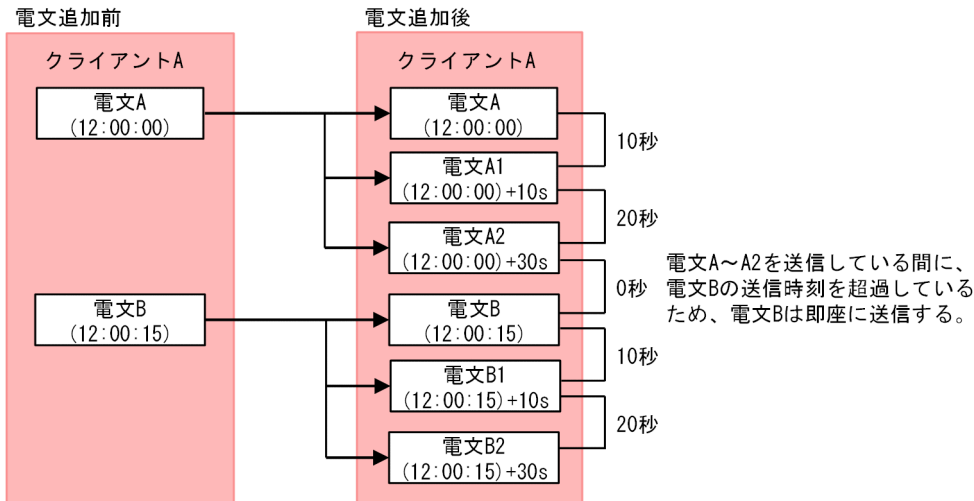 電文追加前
クライアントA
電文A
(12:00:00)
電文B
(12:00:15)
電文追加後
クライアントA
電文A
(12:00:00)
電文A1
(12:00:00)+10s
電文A2
(12:00:00)+30s
電文B
(12:00:15)
電文B1
(12:00:15)+10s
電文B2
(12:00:15)+30s
10秒
20秒
0秒
10秒
20秒
電文A～A2を送信している間に、
電文Bの送信時刻を超過している
ため、電文Bは即座に送信する。